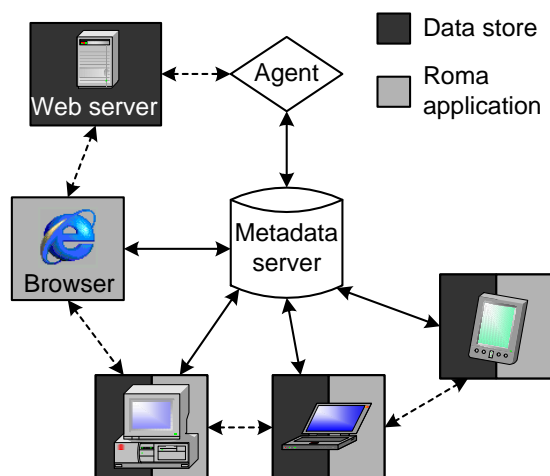 Data store
Agent
Web server
Roma
application
Metadata
server
Browser